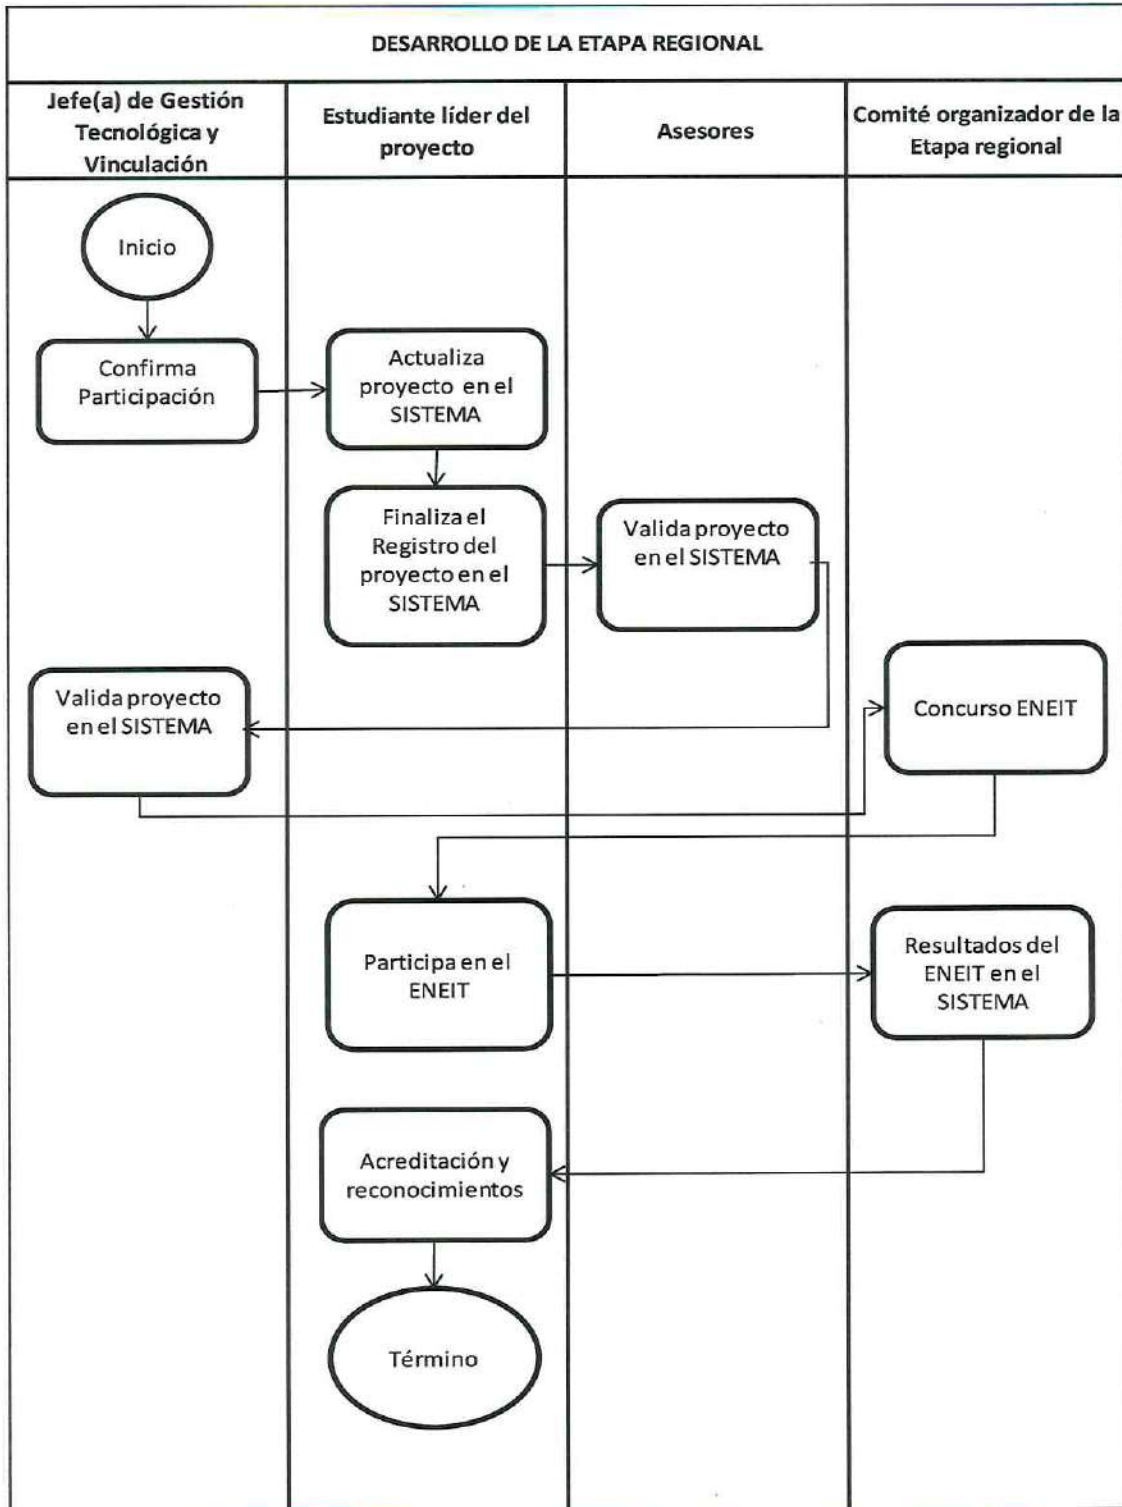 DESARROLLO DE LA ETAPA REGIONAL
Jefe(a) de Gestión
Tecnológica y
Vinculación
Estudiante líder del
proyecto
Asesores
Comité organizador de la
Etapa regional
Inicio
Confirma
Participación
Actualiza
proyecto en el
SISTEMA
Finaliza el
Registro del
proyecto en el
SISTEMA
Valida proyecto
en el SISTEMA
Valida proyecto
en el SISTEMA
Concurso ENEIT
Participa en el
ENEIT
Resultados del
ENEIT en el
SISTEMA
Acreditación y
reconocimientos
Término